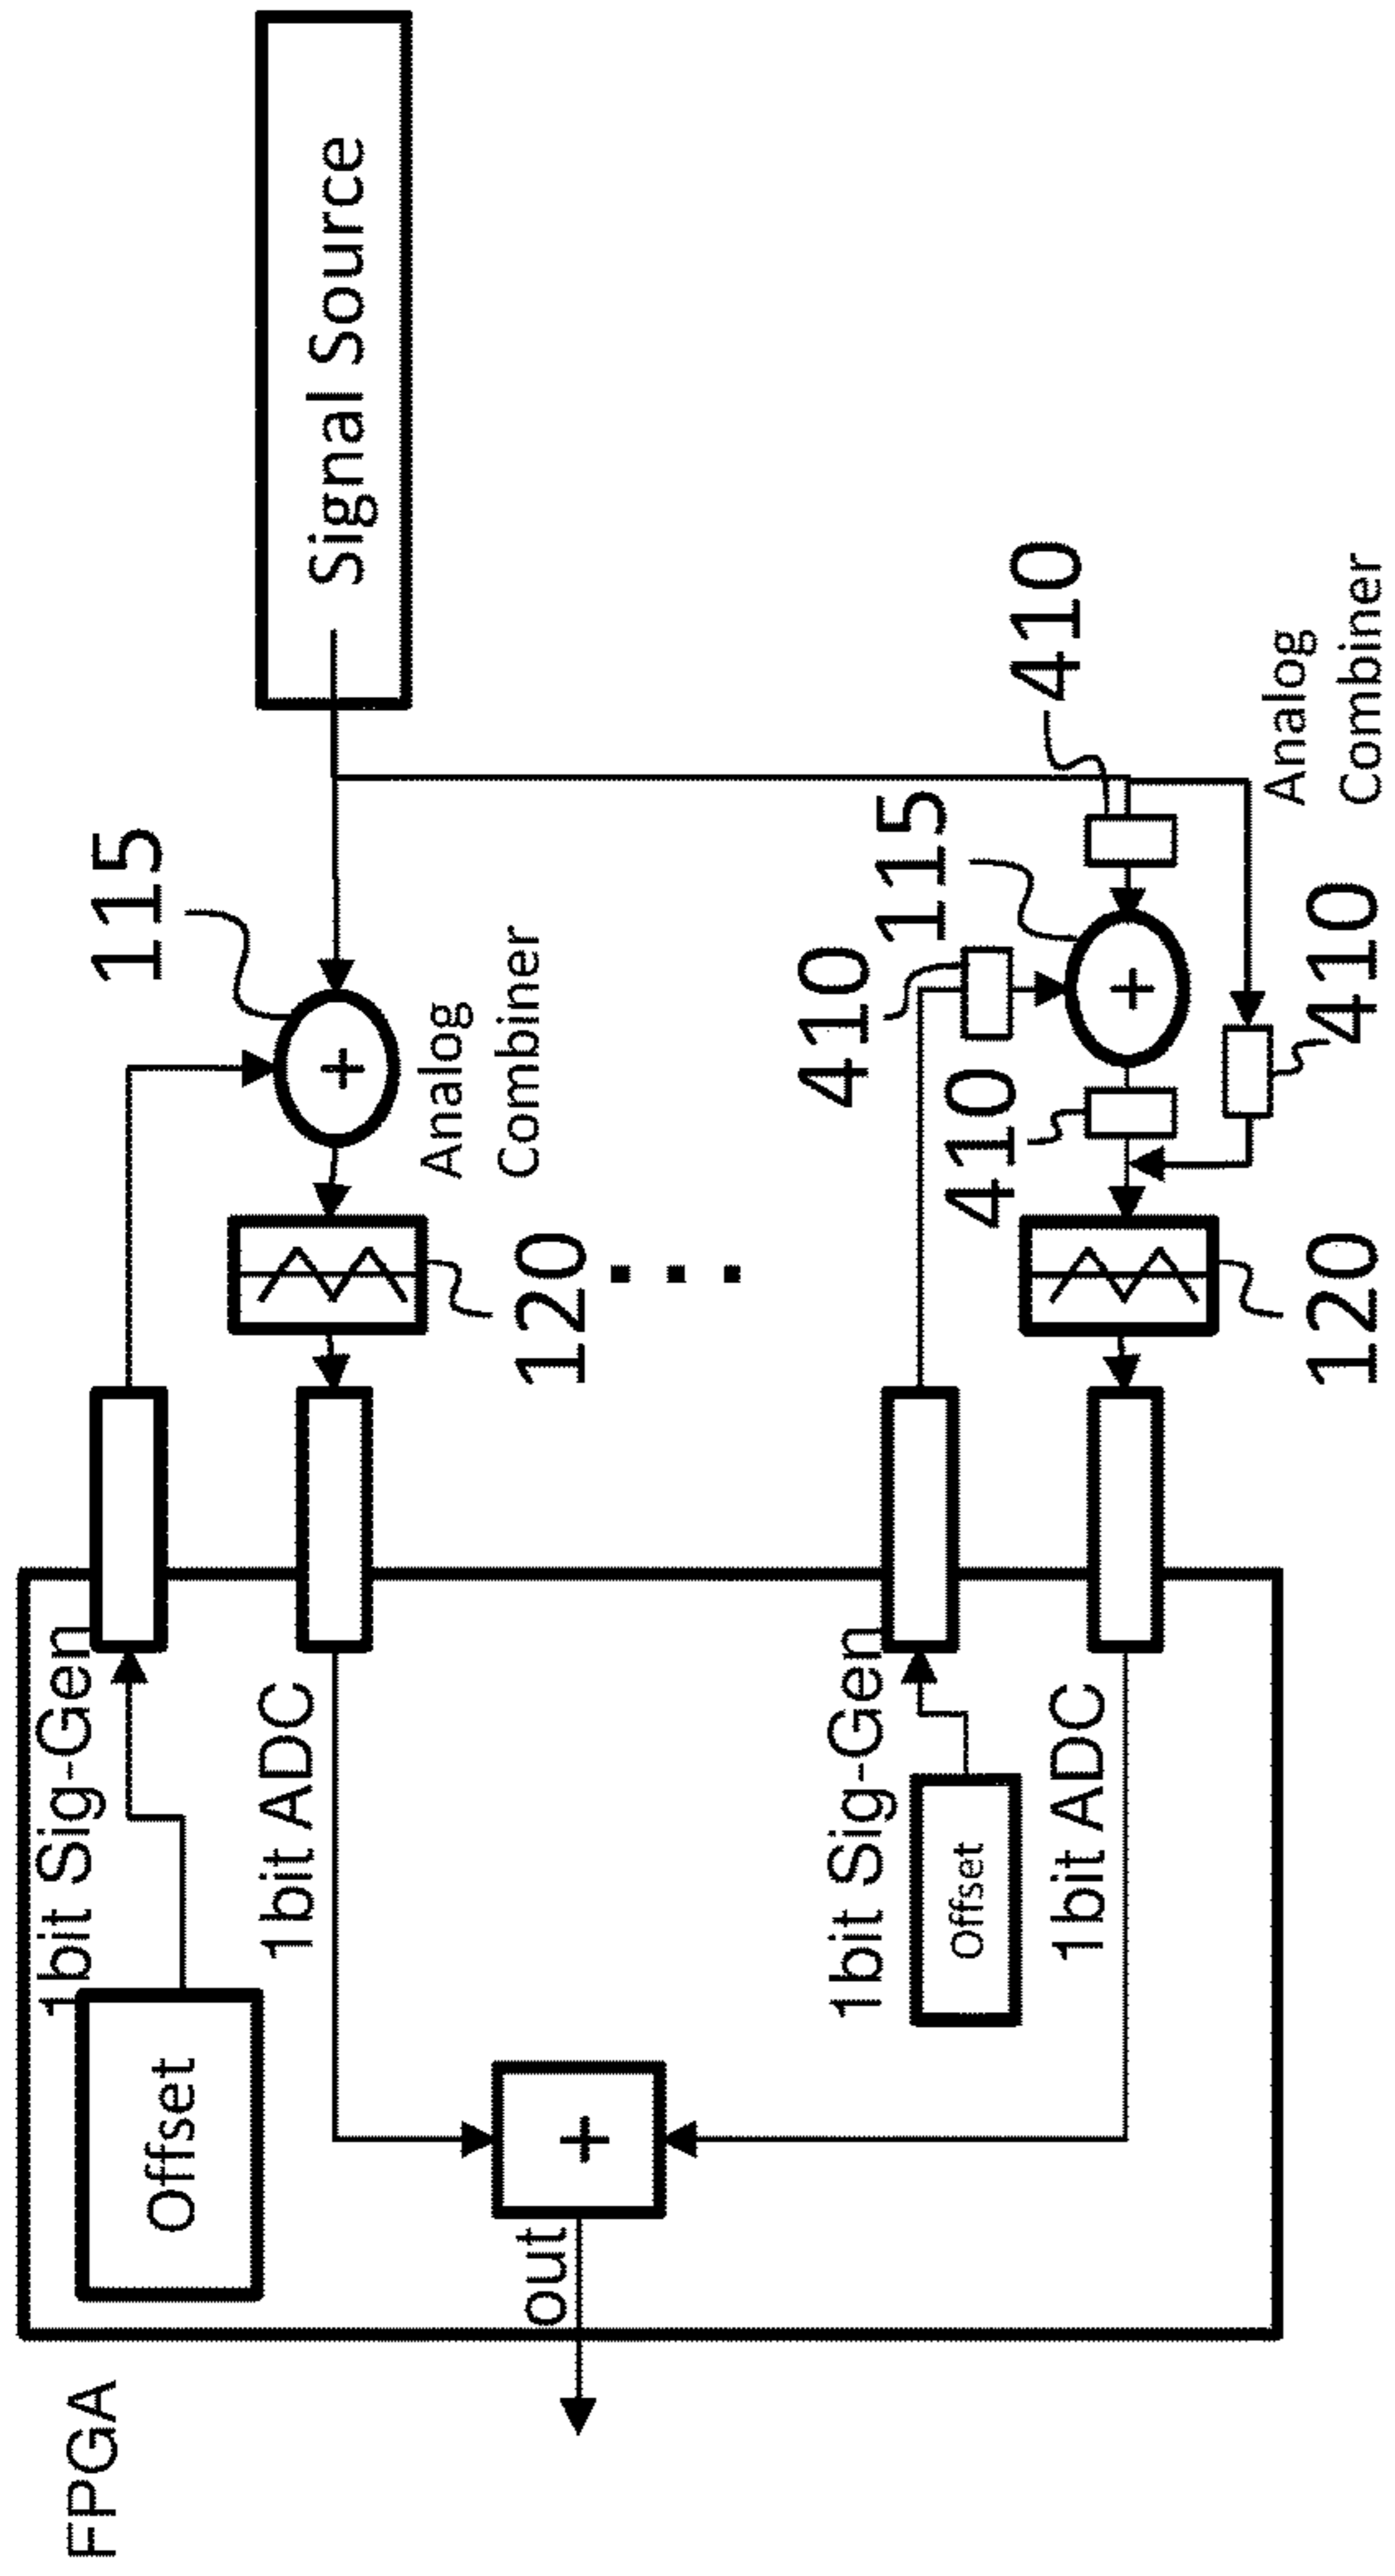 FPGA
1bit Sig-Gen
115
Offset
1bit ADC
Signal Source
+
Analog
Combiner
out
+
120
...
410
1bit Sig-Gen
115
Offset
410
410
1bit ADC
+
120
410
Analog
Combiner